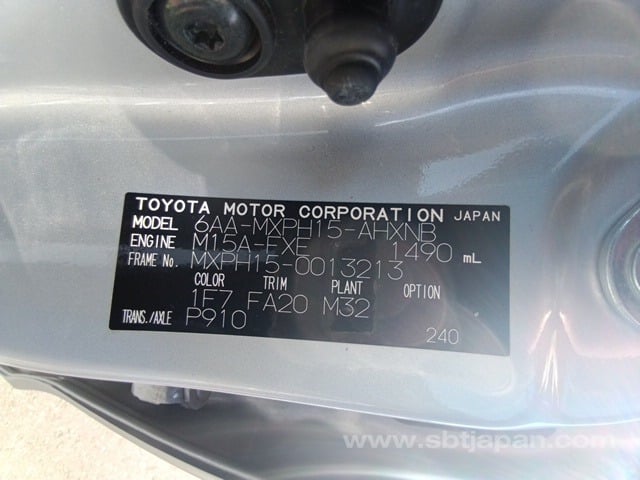 TOYOTA MOTOR CORPORATION JAPAN
MODEL 6AA-MXPH15-AHXNB
ENGINE M15A-FXE 1490 mL
FRAME No. MXPH15-0013213
COLOR TRIM PLANT OPTION
1F7 FA20 M32
TRANS./AXLE P910
240
www.sbtjapan.com